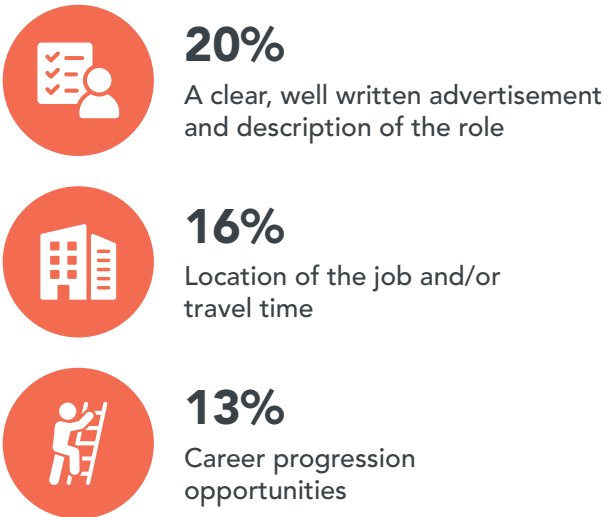 20%
A clear, well written advertisement
and description of the role
16%
Location of the job and/or
travel time
13%
Career progression
opportunities